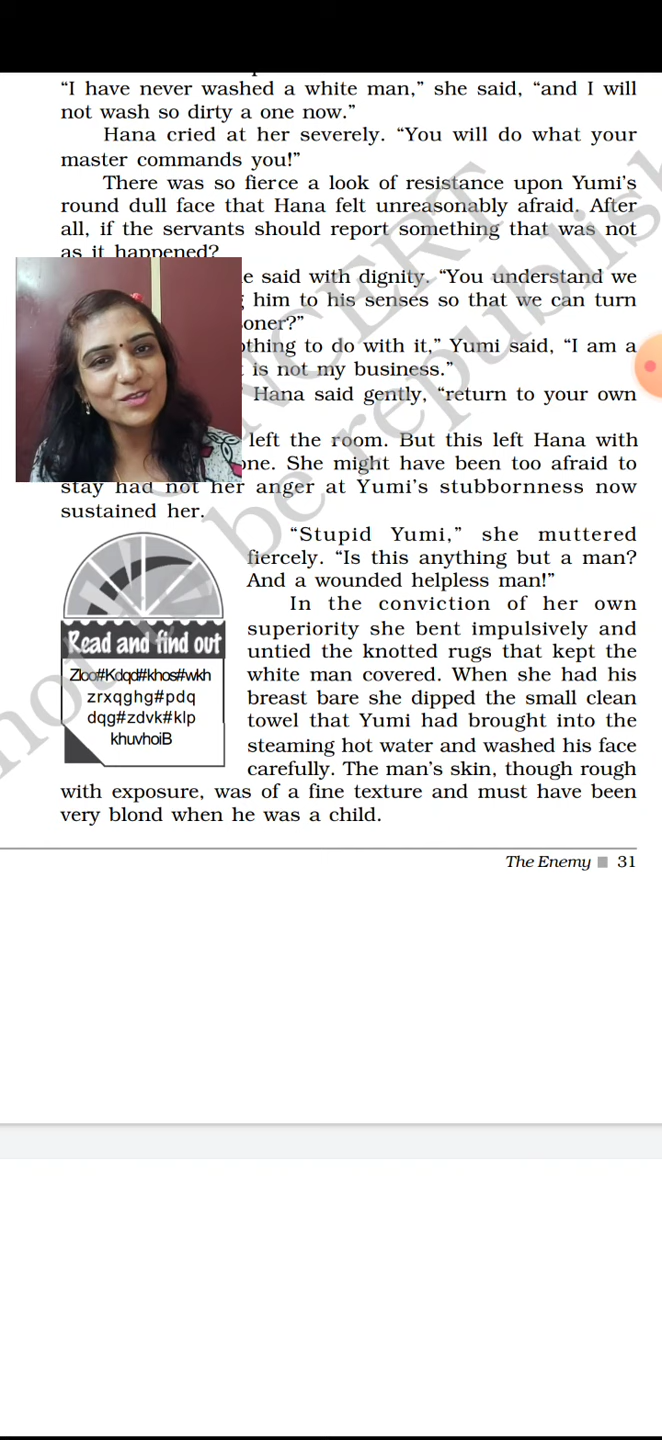 “I have never washed a white man,” she said, “and I will
not wash so dirty a one now.”
Hana cried at her severely. “You will do what your
master commands you!”
There was so fierce a look of resistance upon Yumi’s
round dull face that Hana felt unreasonably afraid. After
all, if the servants should report something that was not
as it happened?
e said with dignity. “You understand we
g him to his senses so that we can turn
soner?”
othing to do with it,” Yumi said, “I am a
is not my business.”
Hana said gently, “return to your own
left the room. But this left Hana with
one. She might have been too afraid to
stay had not her anger at Yumi’s stubbornness now
sustained her.
“Stupid Yumi,” she muttered
fiercely. “Is this anything but a man?
And a wounded helpless man!”
In the conviction of her own
superiority she bent impulsively and
untied the knotted rugs that kept the
white man covered. When she had his
breast bare she dipped the small clean
towel that Yumi had brought into the
steaming hot water and washed his face
carefully. The man’s skin, though rough
with exposure, was of a fine texture and must have been
very blond when he was a child.
Read and find out
Zloo#Kdqd#khos#wkh
zrxqghg#pdq
dqg#zdvk#klp
khuvhoiB
The Enemy 31
NCERT
not
be republish